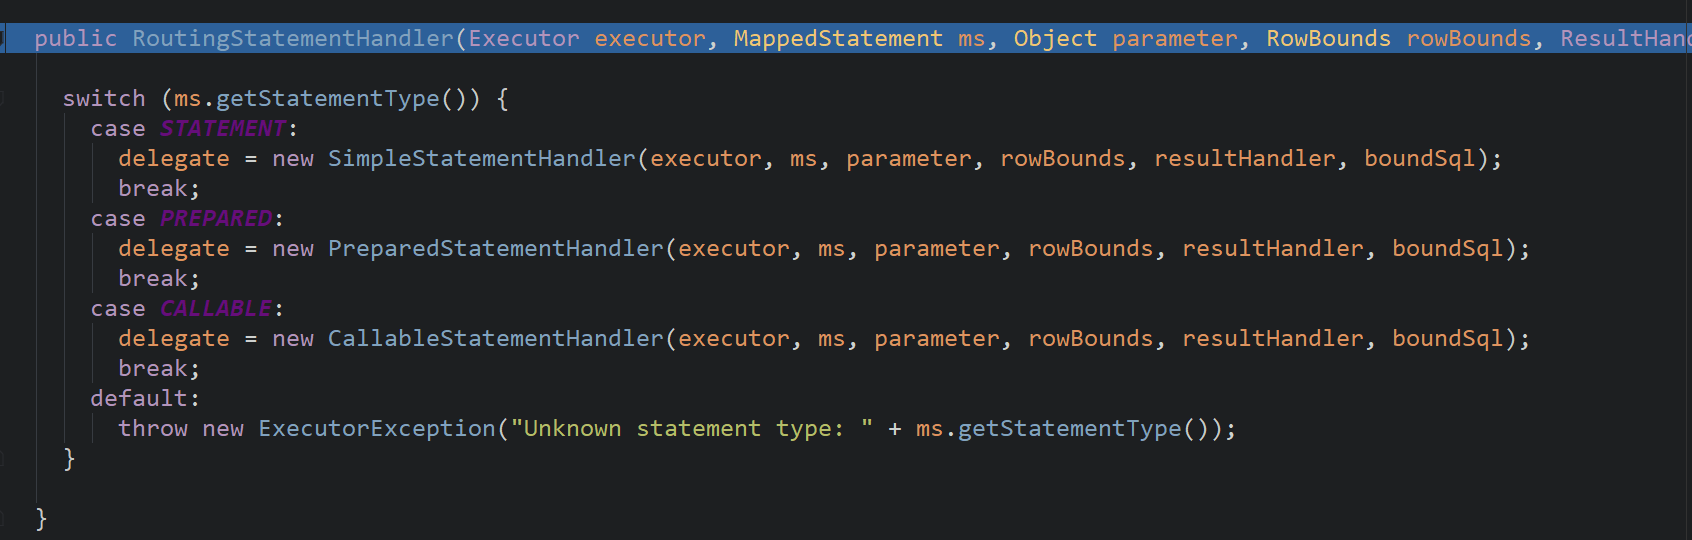 public RoutingStatementHandler(Executor executor, MappedStatement ms, Object parameter, RowBounds rowBounds, ResultHan
switch (ms.getStatementType()) {
case STATEMENT:
delegate = new SimpleStatementHandler(executor, ms, parameter, rowBounds, resultHandler, boundSql);
break;
case PREPARED:
delegate = new PreparedStatementHandler(executor, ms, parameter, rowBounds, resultHandler, boundSql);
break;
case CALLABLE:
delegate = new CallableStatementHandler(executor, ms, parameter, rowBounds, resultHandler, boundSql);
break;
default:
throw new ExecutorException("Unknown statement type: " + ms.getStatementType());
}
}